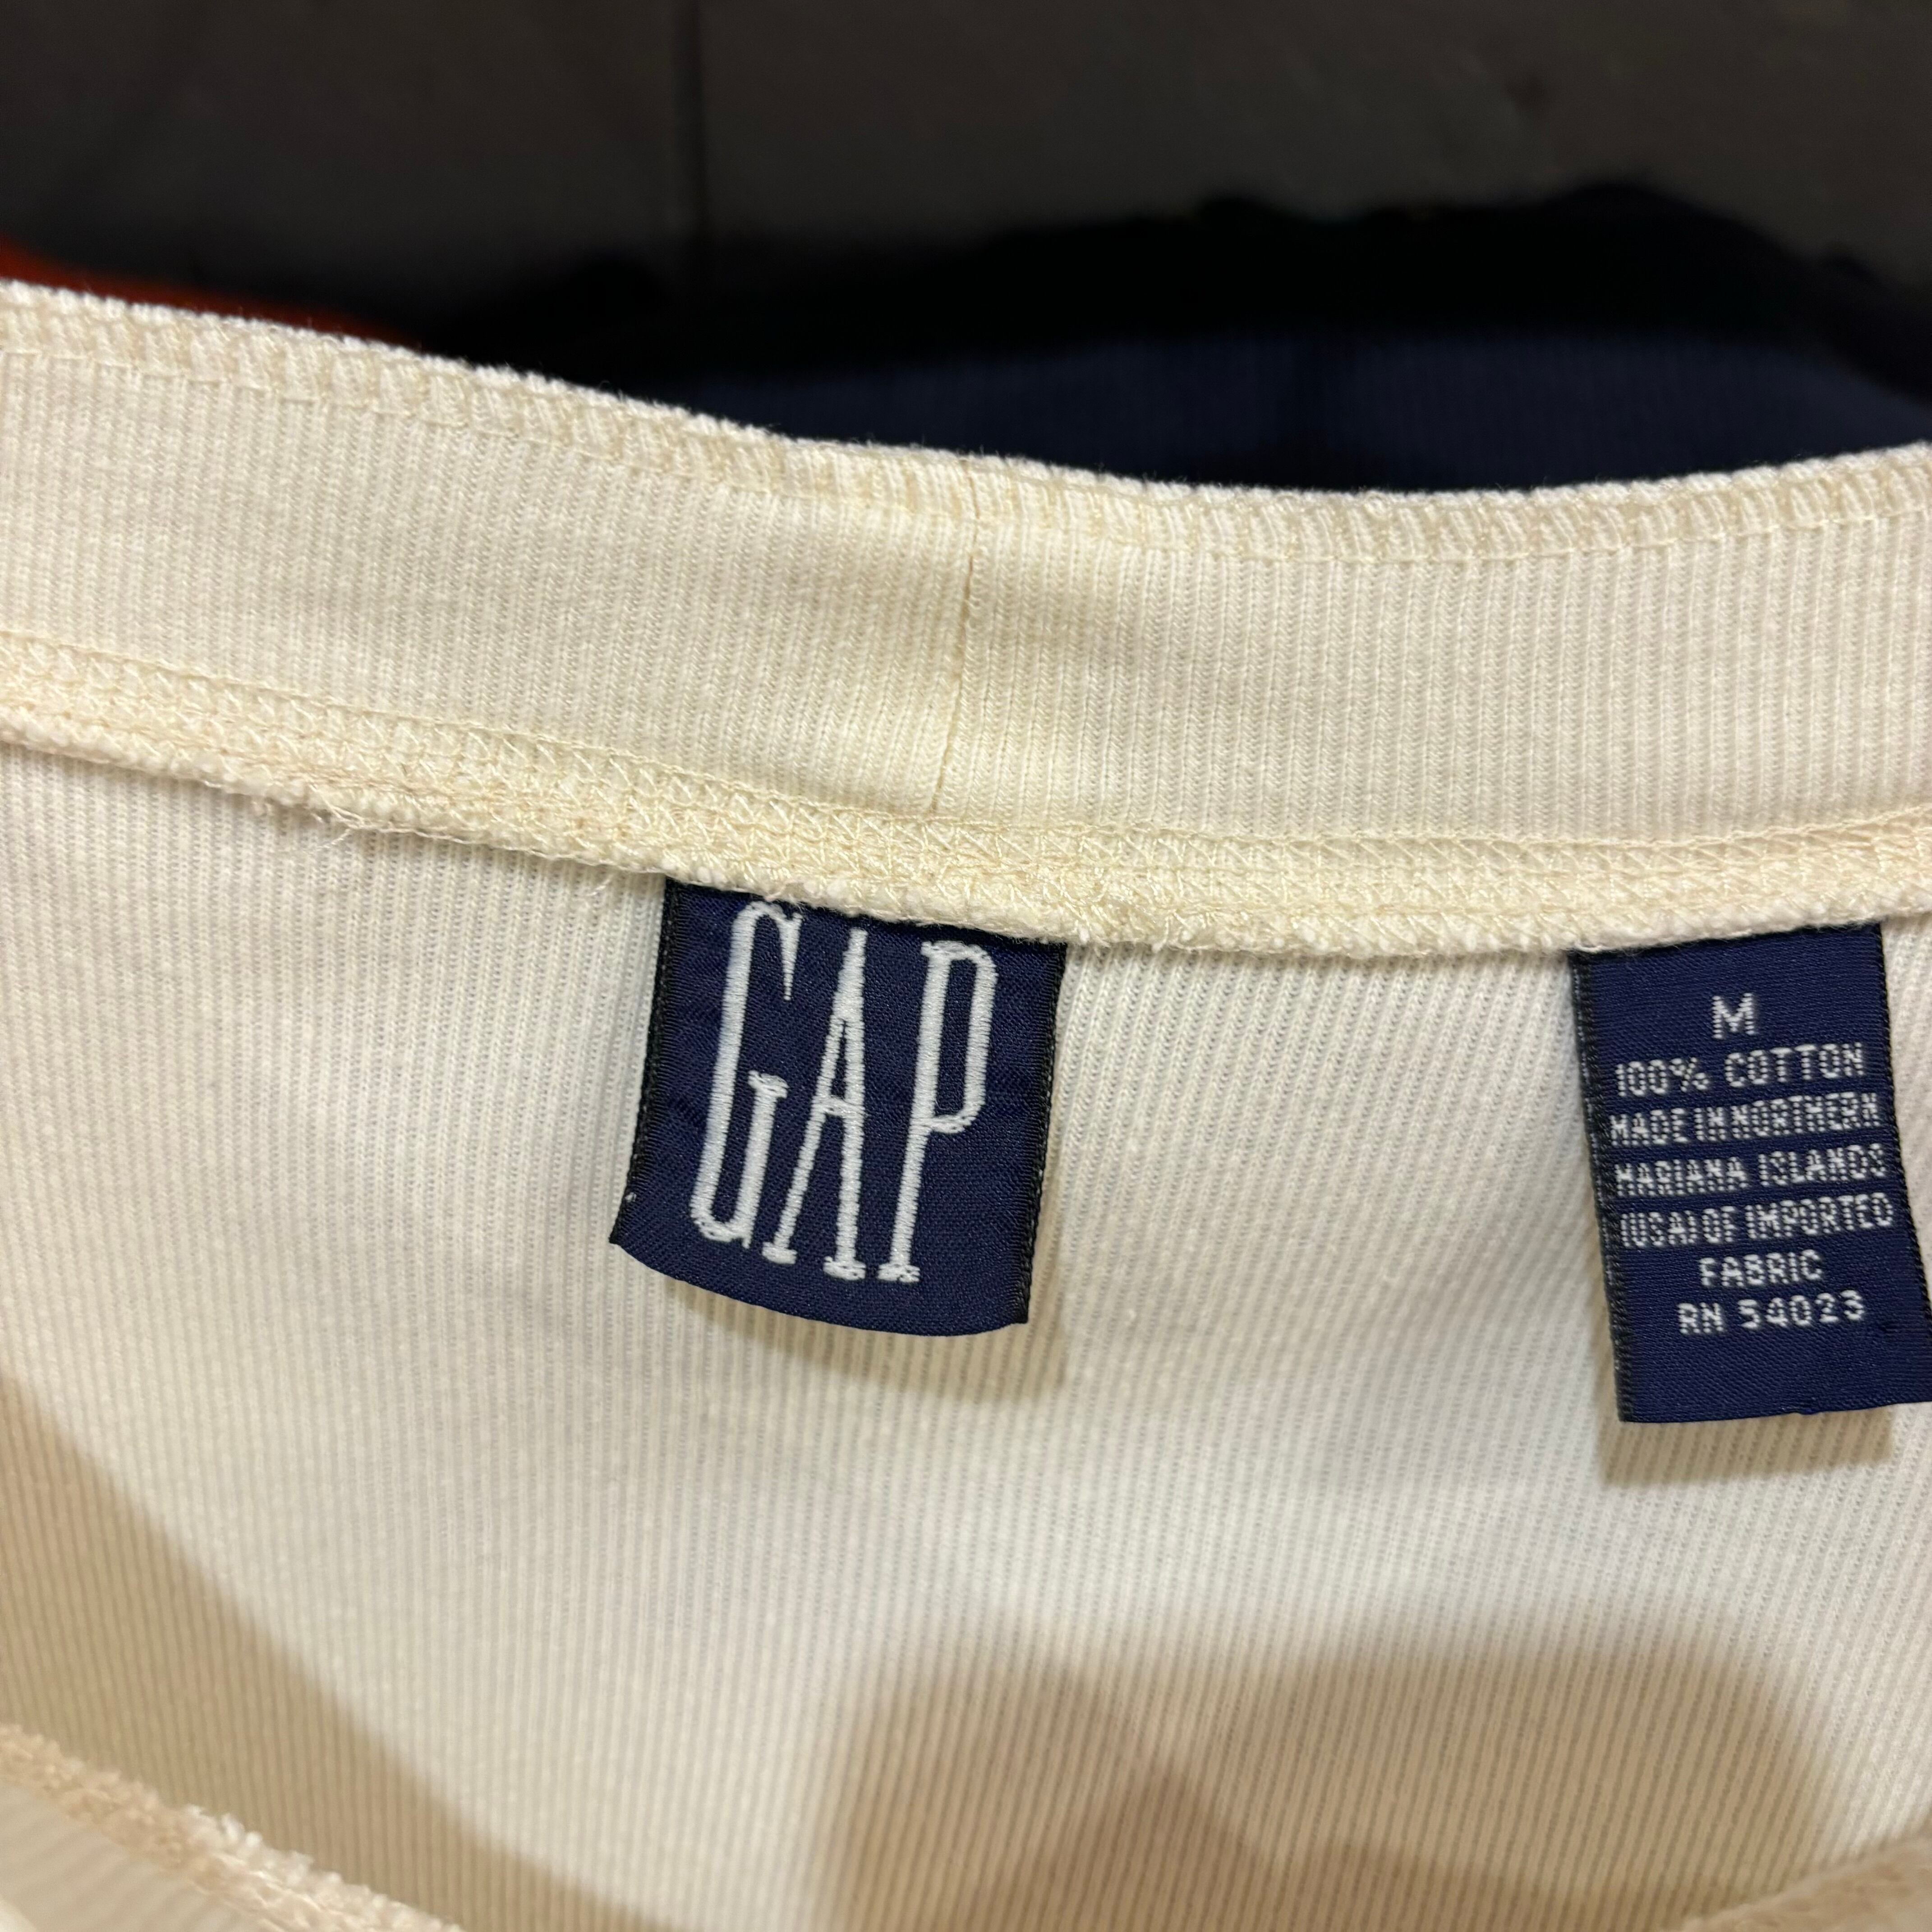 GAP
M
100% COTTON
MADE IN NORTHERN
MARIANA ISLANDS
(USA) OF IMPORTED
FABRIC
RN 54023